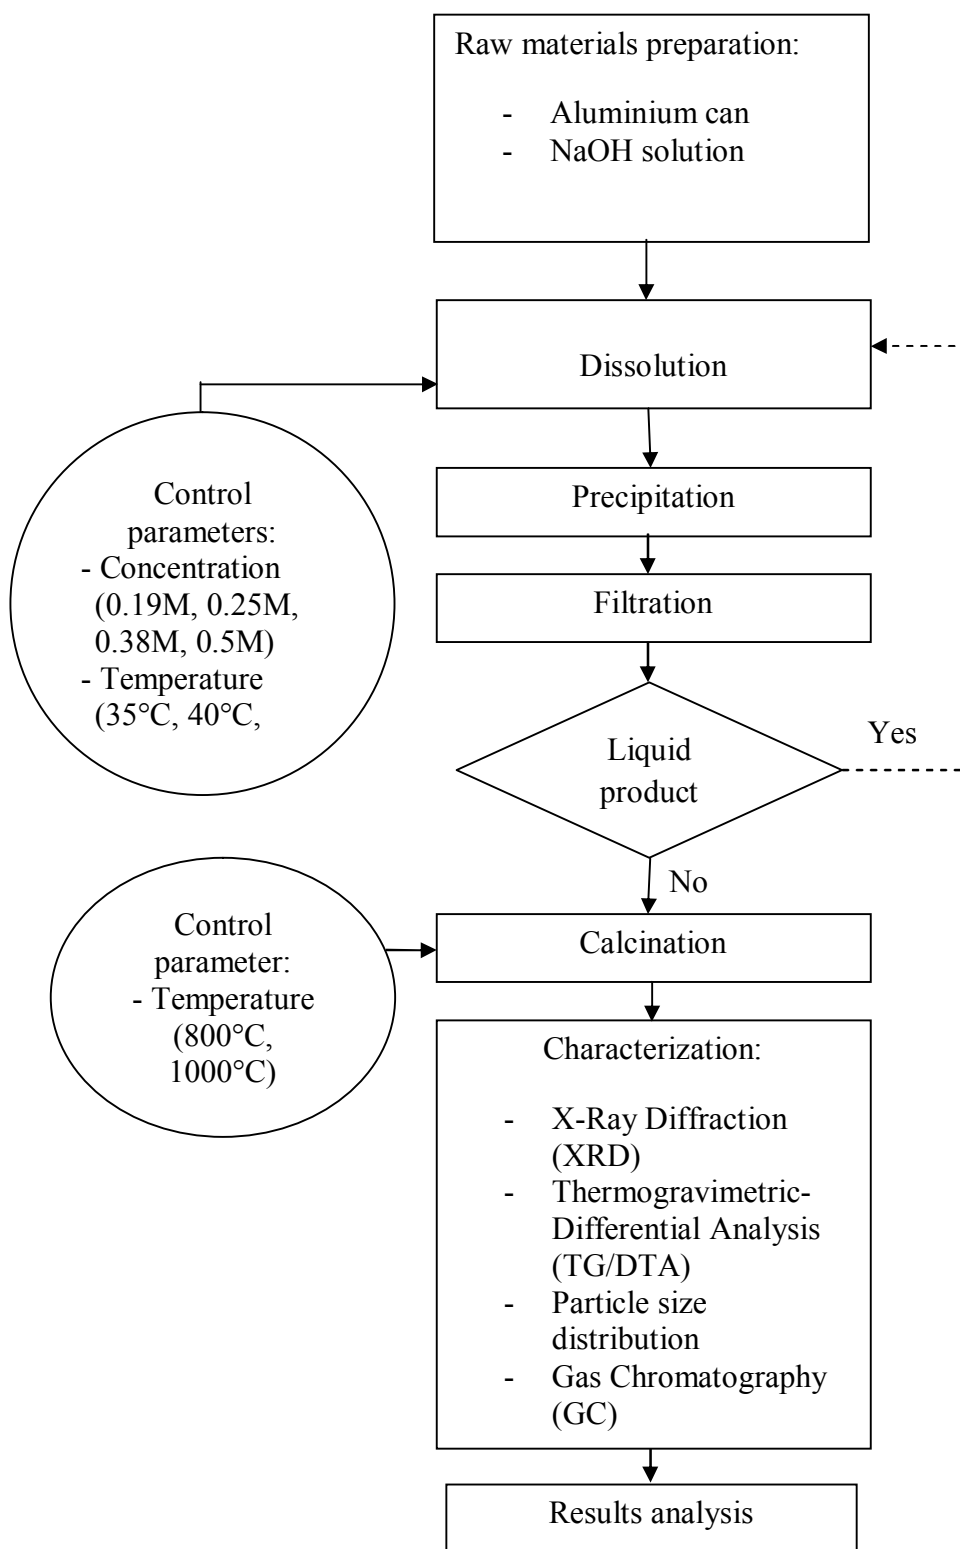 Raw materials preparation:
- Aluminium can
- NaOH solution
Dissolution
Control
parameters:
- Concentration
(0.19M, 0.25M,
0.38M, 0.5M)
- Temperature
(35°C, 40°C,
Precipitation
Filtration
Liquid
product
Yes
No
Calcination
Control
parameter:
- Temperature
(800°C,
1000°C)
Characterization:
- X-Ray Diffraction
(XRD)
- Thermogravimetric-
Differential Analysis
(TG/DTA)
- Particle size
distribution
- Gas Chromatography
(GC)
Results analysis